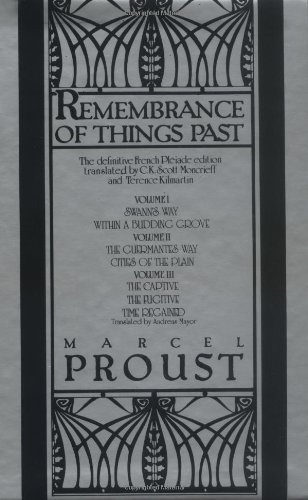 REMEMBRANCE
OF THINGS PAST
The definitive French Pleiade edition
translated by C.K. Scott Moncrieff
and Terence Kilmartin
VOLUME I
SWANN'S WAY
WITHIN A BUDDING GROVE
VOLUME II
THE GUERMANTES WAY
CITIES OF THE PLAIN
VOLUME III
THE CAPTIVE
THE FUGITIVE
TIME REGAINED
Translated by Andreas Mayor
MARCEL
PROUST